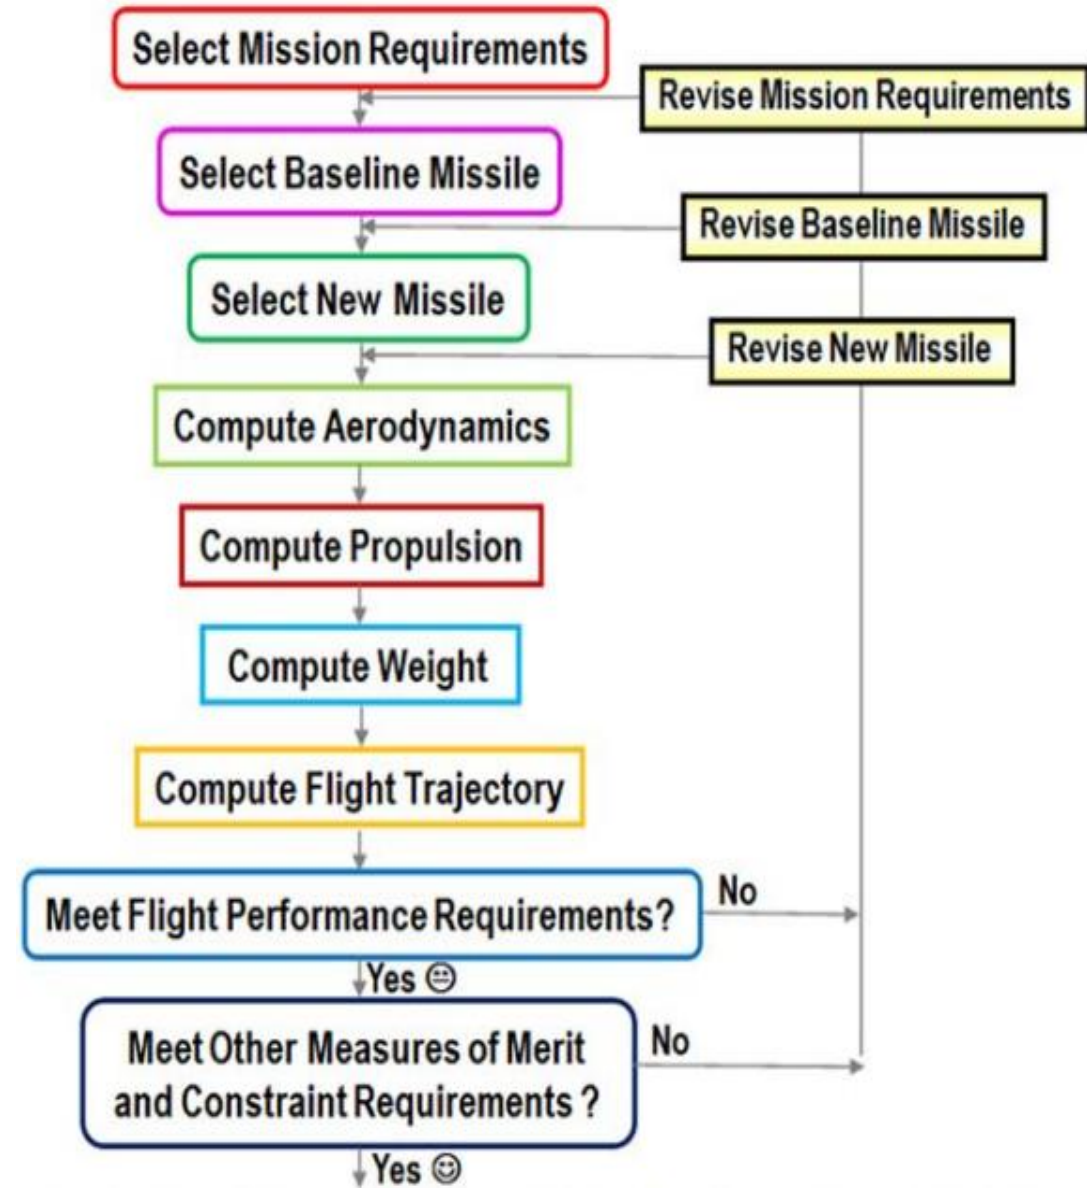 Select Mission Requirements
Revise Mission Requirements
Select Baseline Missile
Revise Baseline Missile
Select New Missile
Revise New Missile
Compute Aerodynamics
Compute Propulsion
Compute Weight
Compute Flight Trajectory
Meet Flight Performance Requirements?
No
Yes 😐
Meet Other Measures of Merit
and Constraint Requirements ?
No
Yes ☺